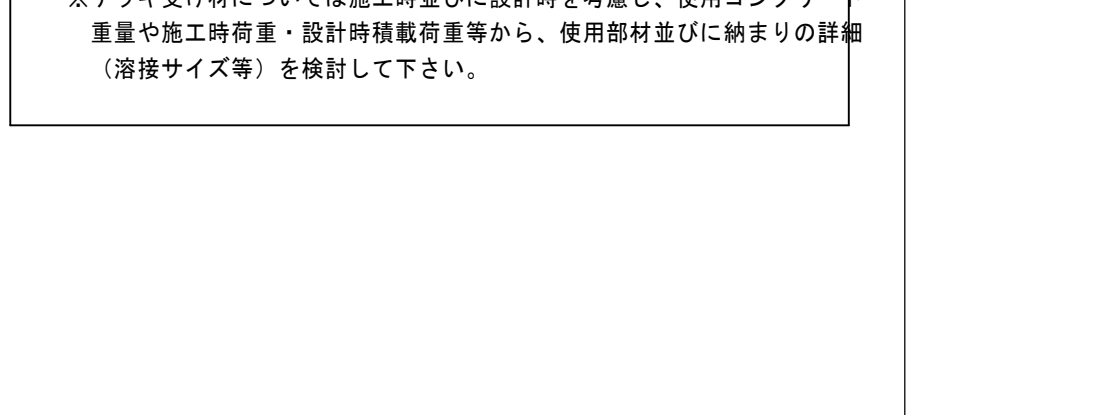 ※デッキ受け材については施工時並びに設計時を考慮し、使用コンクリート
重量や施工時荷重・設計時積載荷重等から、使用部材並びに納まりの詳細
（溶接サイズ等）を検討して下さい。